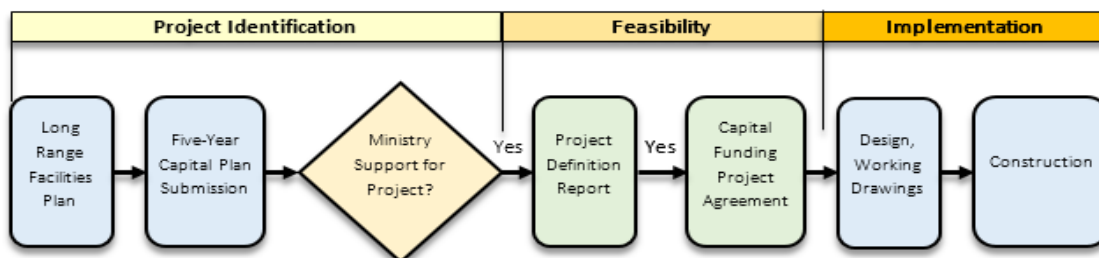 Project Identification
Feasibility
Implementation
Long
Range
Facilities
Plan
Five-Year
Capital Plan
Submission
Ministry
Support for
Project?
Yes
Project
Definition
Report
Yes
Capital
Funding
Project
Agreement
Design,
Working
Drawings
Construction